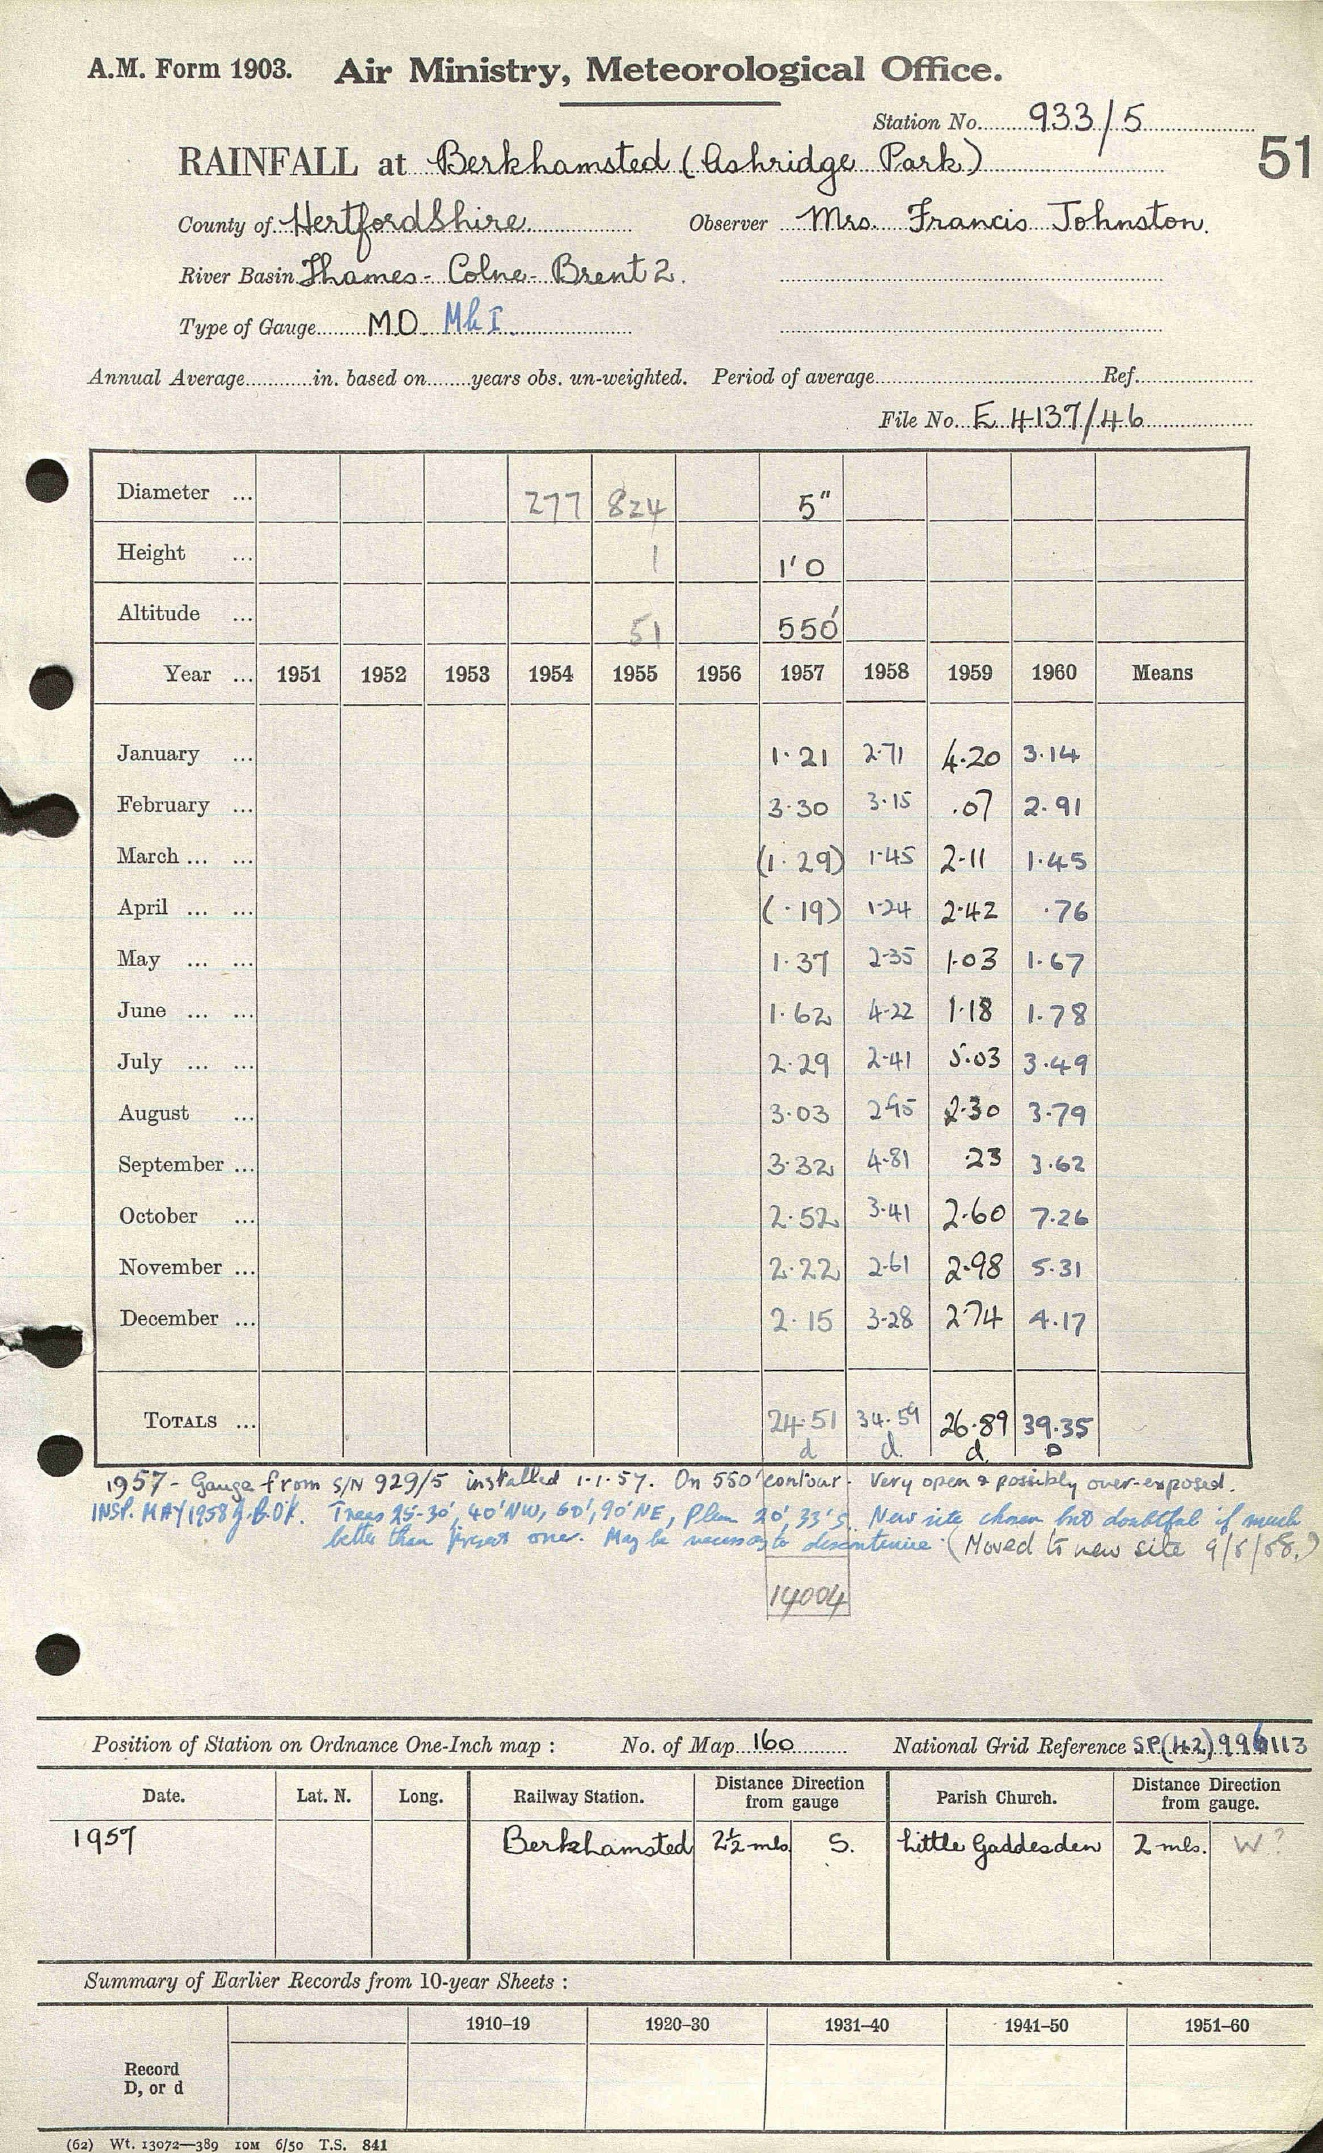 A.M. Form 1903. Air Ministry, Meteorological Office.
Station No. 933/5
RAINFALL at Berkhamsted (Ashridge Park) 51
County of Hertfordshire Observer Mrs. Francis Johnston.
River Basin Thames - Colne - Brent 2.
Type of Gauge MO Mk I
Annual Average............in. based on........years obs. un-weighted. Period of average........................Ref.
File No. E 4137/46
Diameter ... 277 824 5"
Height ... 1 1'0
Altitude ... 51 550'
Year ... 1951 1952 1953 1954 1955 1956 1957 1958 1959 1960 Means
January ... 1.21 2.71 4.20 3.14
February ... 3.30 3.15 .07 2.91
March ... ... (1.29) 1.45 2.11 1.45
April ... ... (.19) 1.24 2.42 .76
May ... ... 1.37 2.35 1.03 1.67
June ... ... 1.62 4.22 1.18 1.78
July ... ... 2.29 2.41 5.03 3.49
August ... 3.03 2.95 2.30 3.79
September ... 3.32 4.81 .23 3.62
October ... 2.52 3.41 2.60 7.26
November ... 2.22 2.61 2.98 5.31
December ... 2.15 3.28 2.74 4.17
TOTALS ... 24.51 34.59 26.89 39.35
d d d D
1957 - Gauge from S/N 929/5 installed 1.1.57. On 550' contour. Very open & possibly over-exposed.
INSP. MAY 1958 Trees 25-30', 40' NW, 60', 90' NE, Plum 20', 33' S. New site chosen but doubtful if much
better than present one. May be necessary to discontinue. (Moved to new site 9/5/58.)
14004
Position of Station on Ordnance One-Inch map : No. of Map 160 National Grid Reference SP(42)996113
Date. Lat. N. Long. Railway Station. Distance Direction from gauge Parish Church. Distance Direction from gauge.
1957 Berkhamsted 2½ mls. S. Little Gaddesden 2 mls. W?
Summary of Earlier Records from 10-year Sheets :
1910–19 1920–30 1931–40 1941–50 1951–60
Record
D, or d
(62) Wt. 13072—389 10M 6/50 T.S. 841